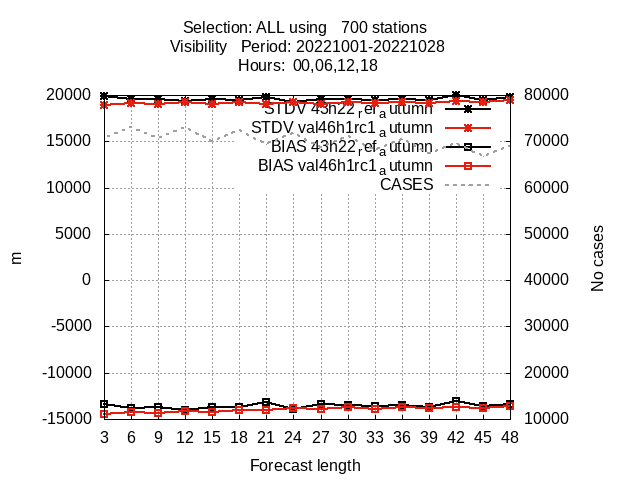 Selection: ALL using   700 stations
Visibility   Period: 20221001-20221028
Hours:  00,06,12,18
20000 80000
STDV 43h22ref_autumn
STDV val46h1rc1_autumn
15000 70000
BIAS 43h22ref_autumn
BIAS val46h1rc1_autumn
CASES
10000 60000
5000 50000
m
No cases
0 40000
-5000 30000
-10000 20000
-15000 10000
3 6 9 12 15 18 21 24 27 30 33 36 39 42 45 48
Forecast length